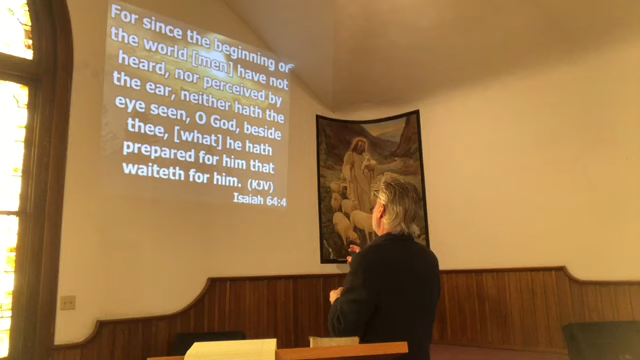 For since the beginning of
the world [men] have not
heard, nor perceived by
the ear, neither hath the
eye seen, O God, beside
thee, [what] he hath
prepared for him that
waiteth for him. (KJV)
Isaiah 64:4